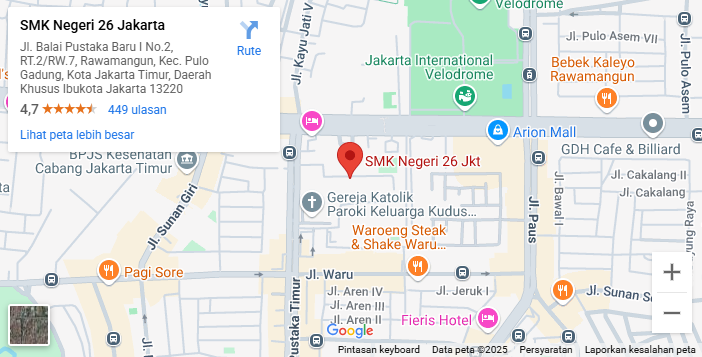 SMK Negeri 26 Jakarta
Jl. Balai Pustaka Baru I No.2,
RT.2/RW.7, Rawamangun, Kec. Pulo
Gadung, Kota Jakarta Timur, Daerah
Khusus Ibukota Jakarta 13220
4,7
449 ulasan
Lihat peta lebih besar
Rute
Velodrome
Jl. Kayu Jati V
Jakarta International
Velodrome
Jl. Pulo Asem VII
Jl. Pulo Asem
Bebek Kaleyo
Rawamangun
Arion Mall
GDH Cafe & Billiard
BPJS Kesehatan
Cabang Jakarta Timur
SMK Negeri 26 Jkt
Jl. Cakalang II
Jl. Cakalang
Jl. Bawal I
Jl. Sunan Giri
Gereja Katolik
Paroki Keluarga Kudus...
Jl. Paus
Waroeng Steak
& Shake Waru...
Pagi Sore
Jl. Waru
Jl. Aren IV
Jl. Aren III
Jl. Aren II
Jl. Jeruk I
Jl. Sunan
Pustaka Timur
Fieris Hotel
Google
+
−
Pintasan keyboard
Data peta ©2025
Persyaratan
Laporkan kesalahan peta